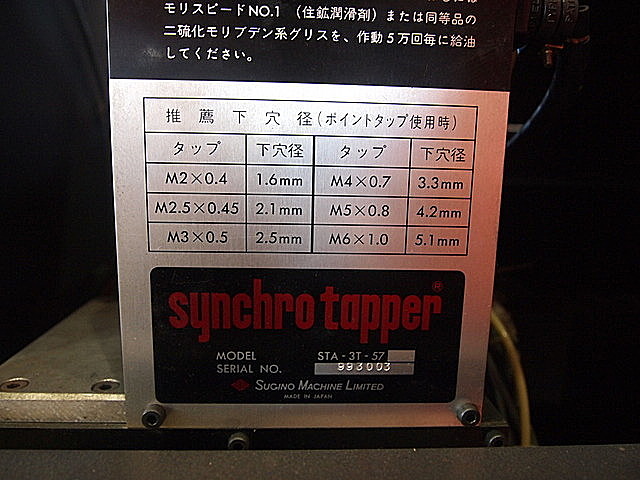 モリスピードNO.1 (住鉱潤滑剤) または同等品の
二硫化モリブデン系グリスを、作動5万回毎に給油
してください。
推薦下穴径(ポイントタップ使用時)
タップ 下穴径 タップ 下穴径
M2×0.4 1.6mm M4×0.7 3.3mm
M2.5×0.45 2.1mm M5×0.8 4.2mm
M3×0.5 2.5mm M6×1.0 5.1mm
synchro tapper ®
MODEL STA-3T-57
SERIAL NO. 993003
SUGINO MACHINE LIMITED
MADE IN JAPAN